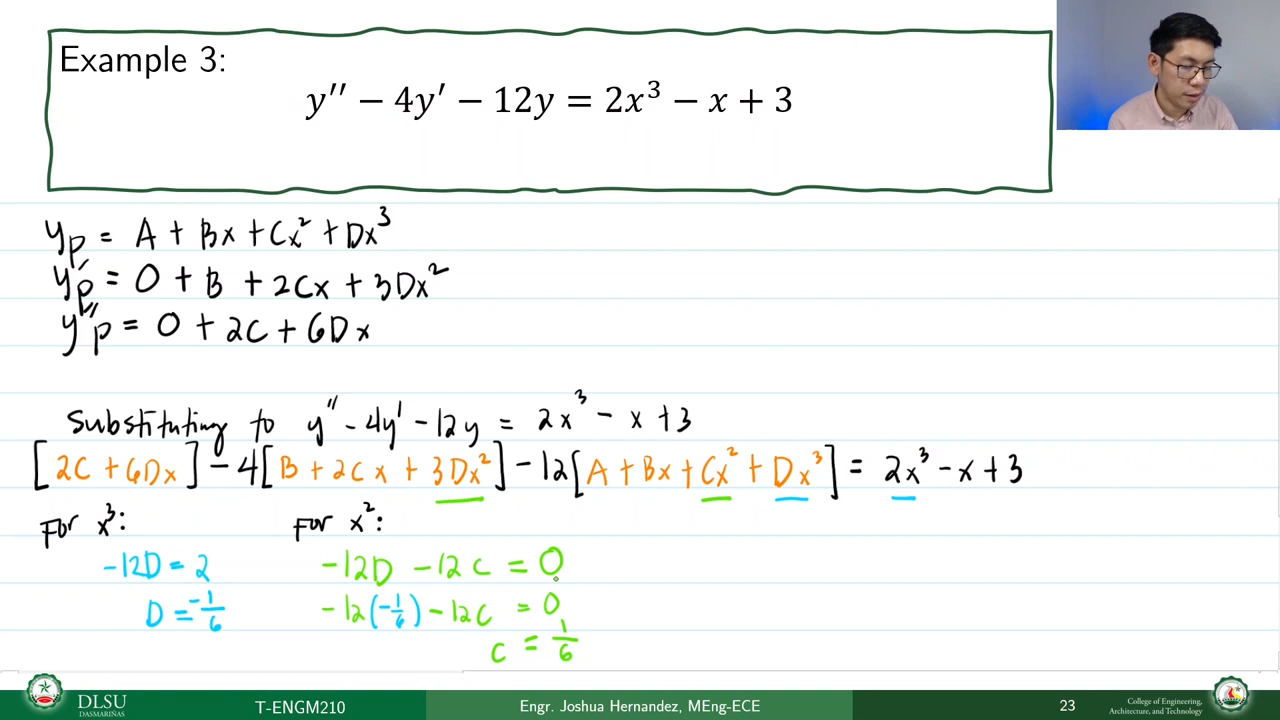 Example 3:
y′′ − 4y′ − 12y = 2x³ − x + 3
yp = A + Bx + Cx² + Dx³
y′p = 0 + B + 2Cx + 3Dx²
y″p = 0 + 2C + 6Dx
Substituting to y″ - 4y′ - 12y = 2x³ - x + 3
[2C + 6Dx] - 4[B + 2Cx + 3Dx²] - 12[A + Bx + Cx² + Dx³] = 2x³ - x + 3
For x³:
-12D = 2
D = -1/6
For x²:
-12D - 12C = 0
-12(-1/6) - 12C = 0
C = 1/6
DLSU
DASMARIÑAS
T-ENGM210
Engr. Joshua Hernandez, MEng-ECE
23
College of Engineering,
Architecture, and Technology